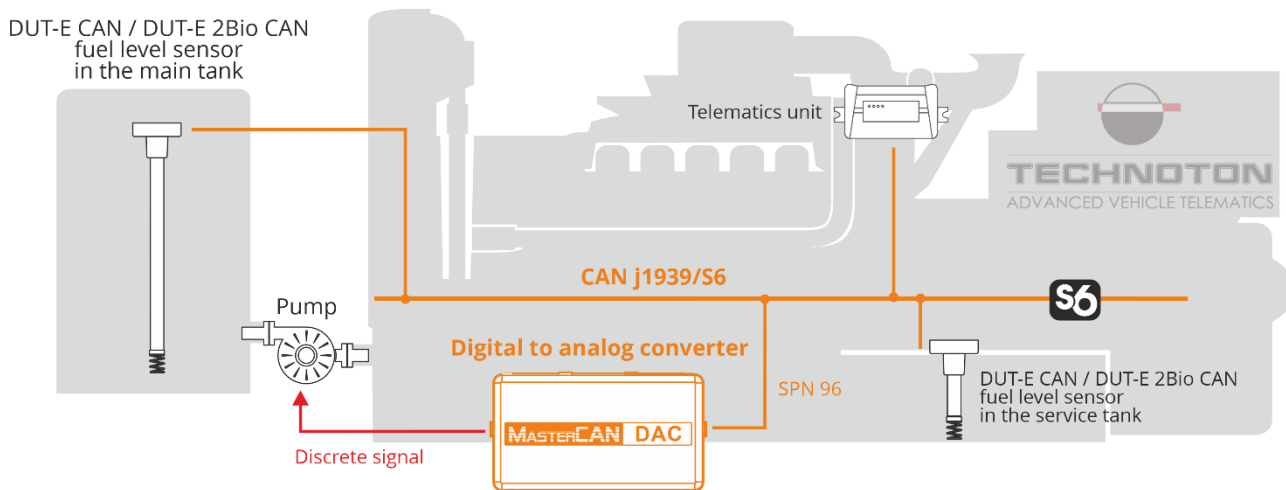 DUT-E CAN / DUT-E 2Bio CAN
fuel level sensor
in the main tank
Telematics unit
TECHNOTON
ADVANCED VEHICLE TELEMATICS
CAN j1939/S6
S6
Pump
Digital to analog converter
SPN 96
DUT-E CAN / DUT-E 2Bio CAN
fuel level sensor
in the service tank
MASTERCAN DAC
Discrete signal